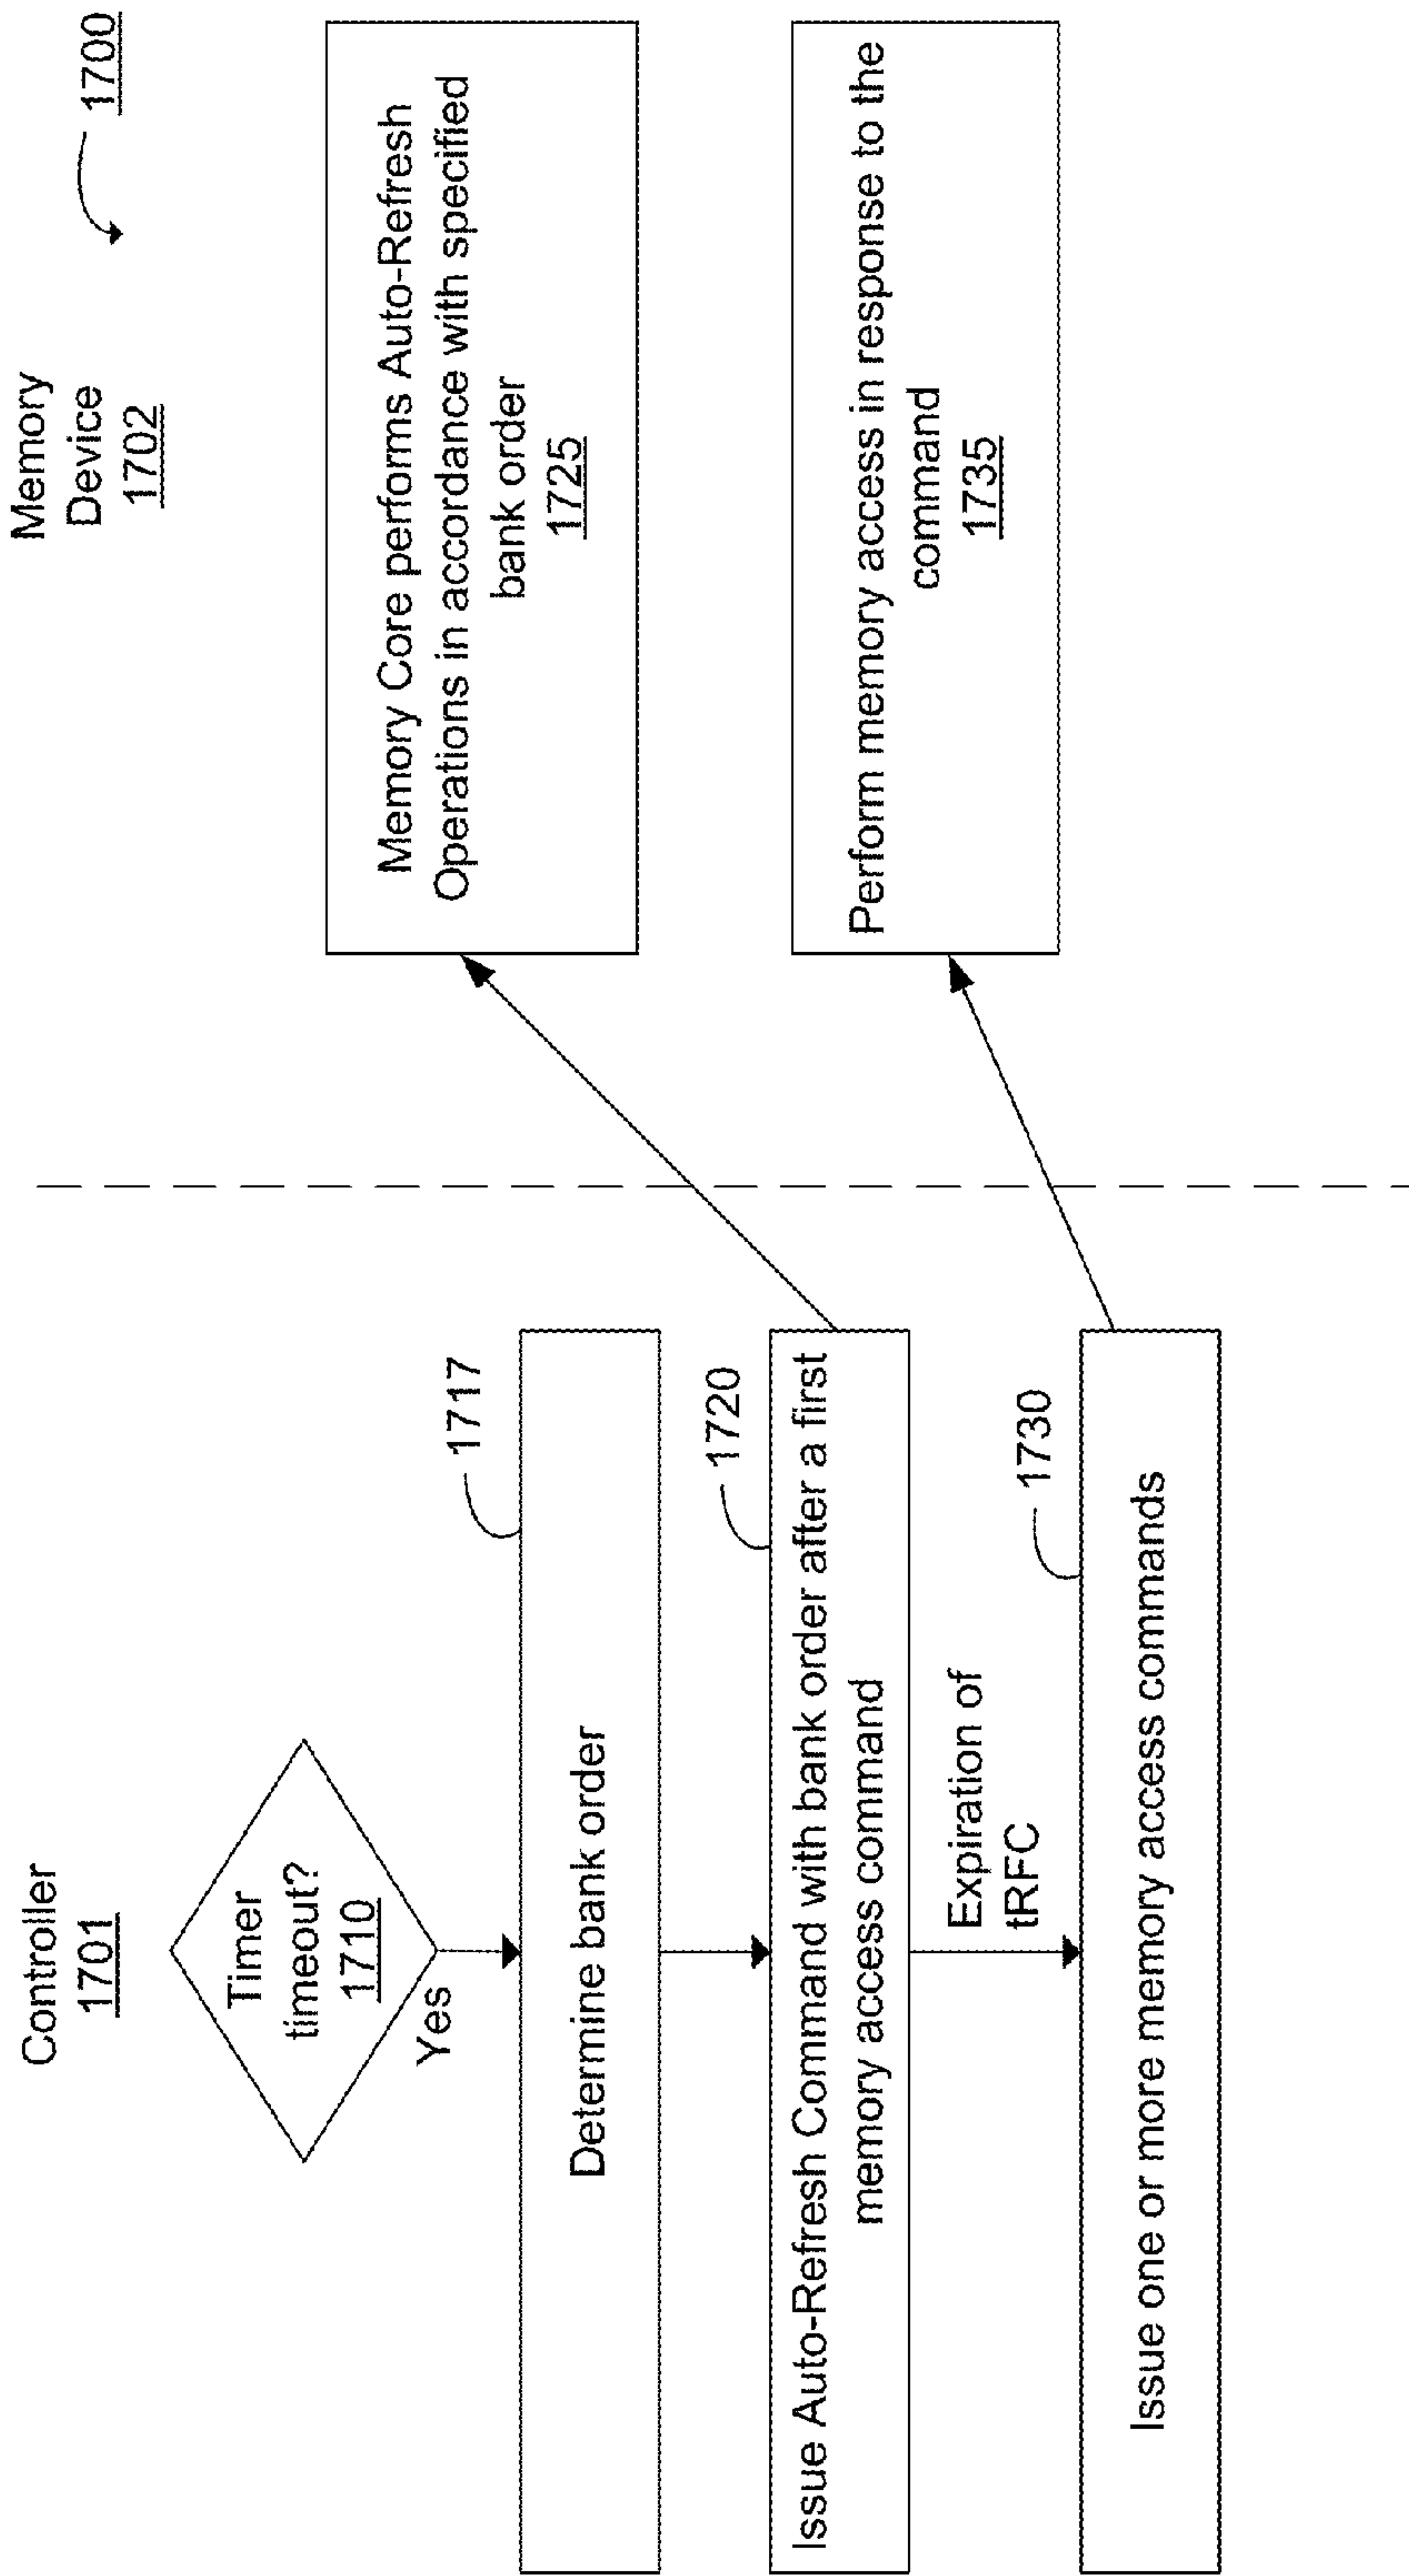 1700
Controller
1701
Memory
Device
1702
Timer
timeout?
1710
Yes
1717
Determine bank order
1720
Issue Auto-Refresh Command with bank order after a first
memory access command
Expiration of
tRFC
1730
Issue one or more memory access commands
Memory Core performs Auto-Refresh
Operations in accordance with specified
bank order
1725
Perform memory access in response to the
command
1735